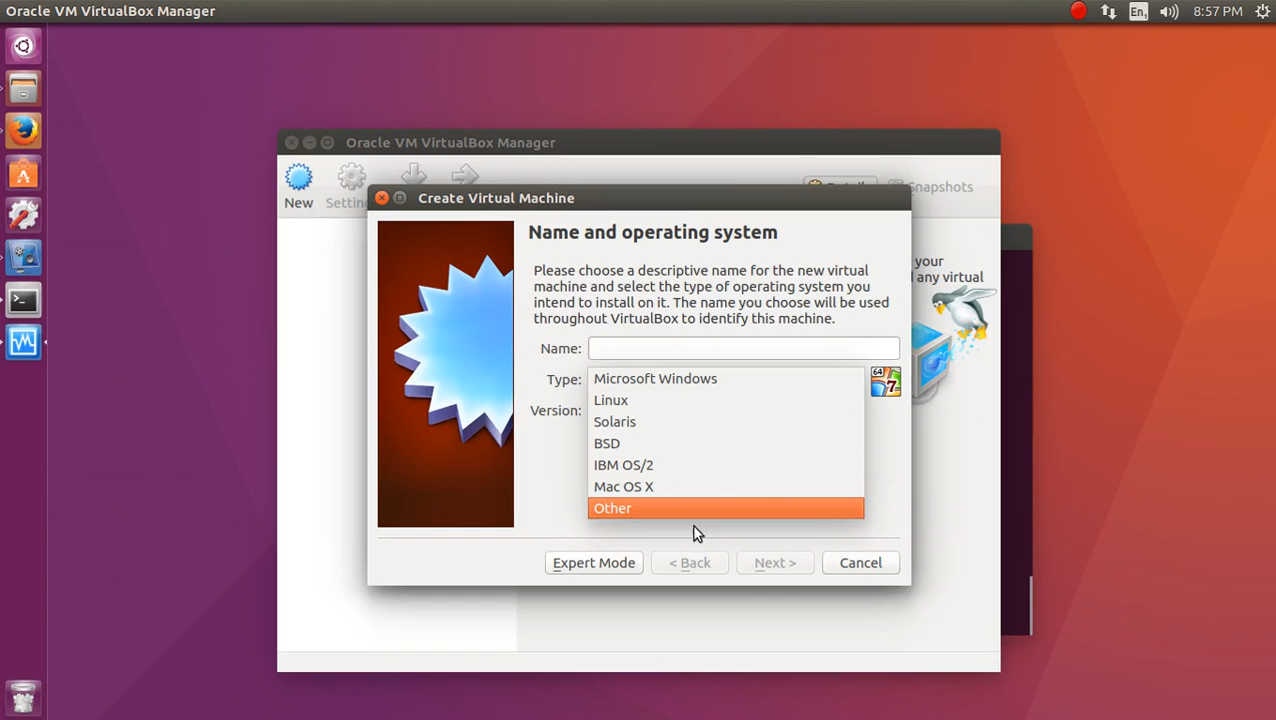 Oracle VM VirtualBox Manager
En1
8:57 PM
Oracle VM VirtualBox Manager
New
Snapshots
Create Virtual Machine
Name and operating system
your
any virtual
Please choose a descriptive name for the new virtual
machine and select the type of operating system you
intend to install on it. The name you choose will be used
throughout VirtualBox to identify this machine.
Name:
Type:
Microsoft Windows
64
7
Linux
Version:
Solaris
BSD
IBM OS/2
Mac OS X
Other
Expert Mode
< Back
Next >
Cancel